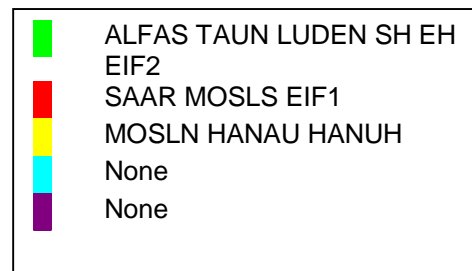 ALFAS TAUN LUDEN SH EH
EIF2
SAAR MOSLS EIF1
MOSLN HANAU HANUH
None
None